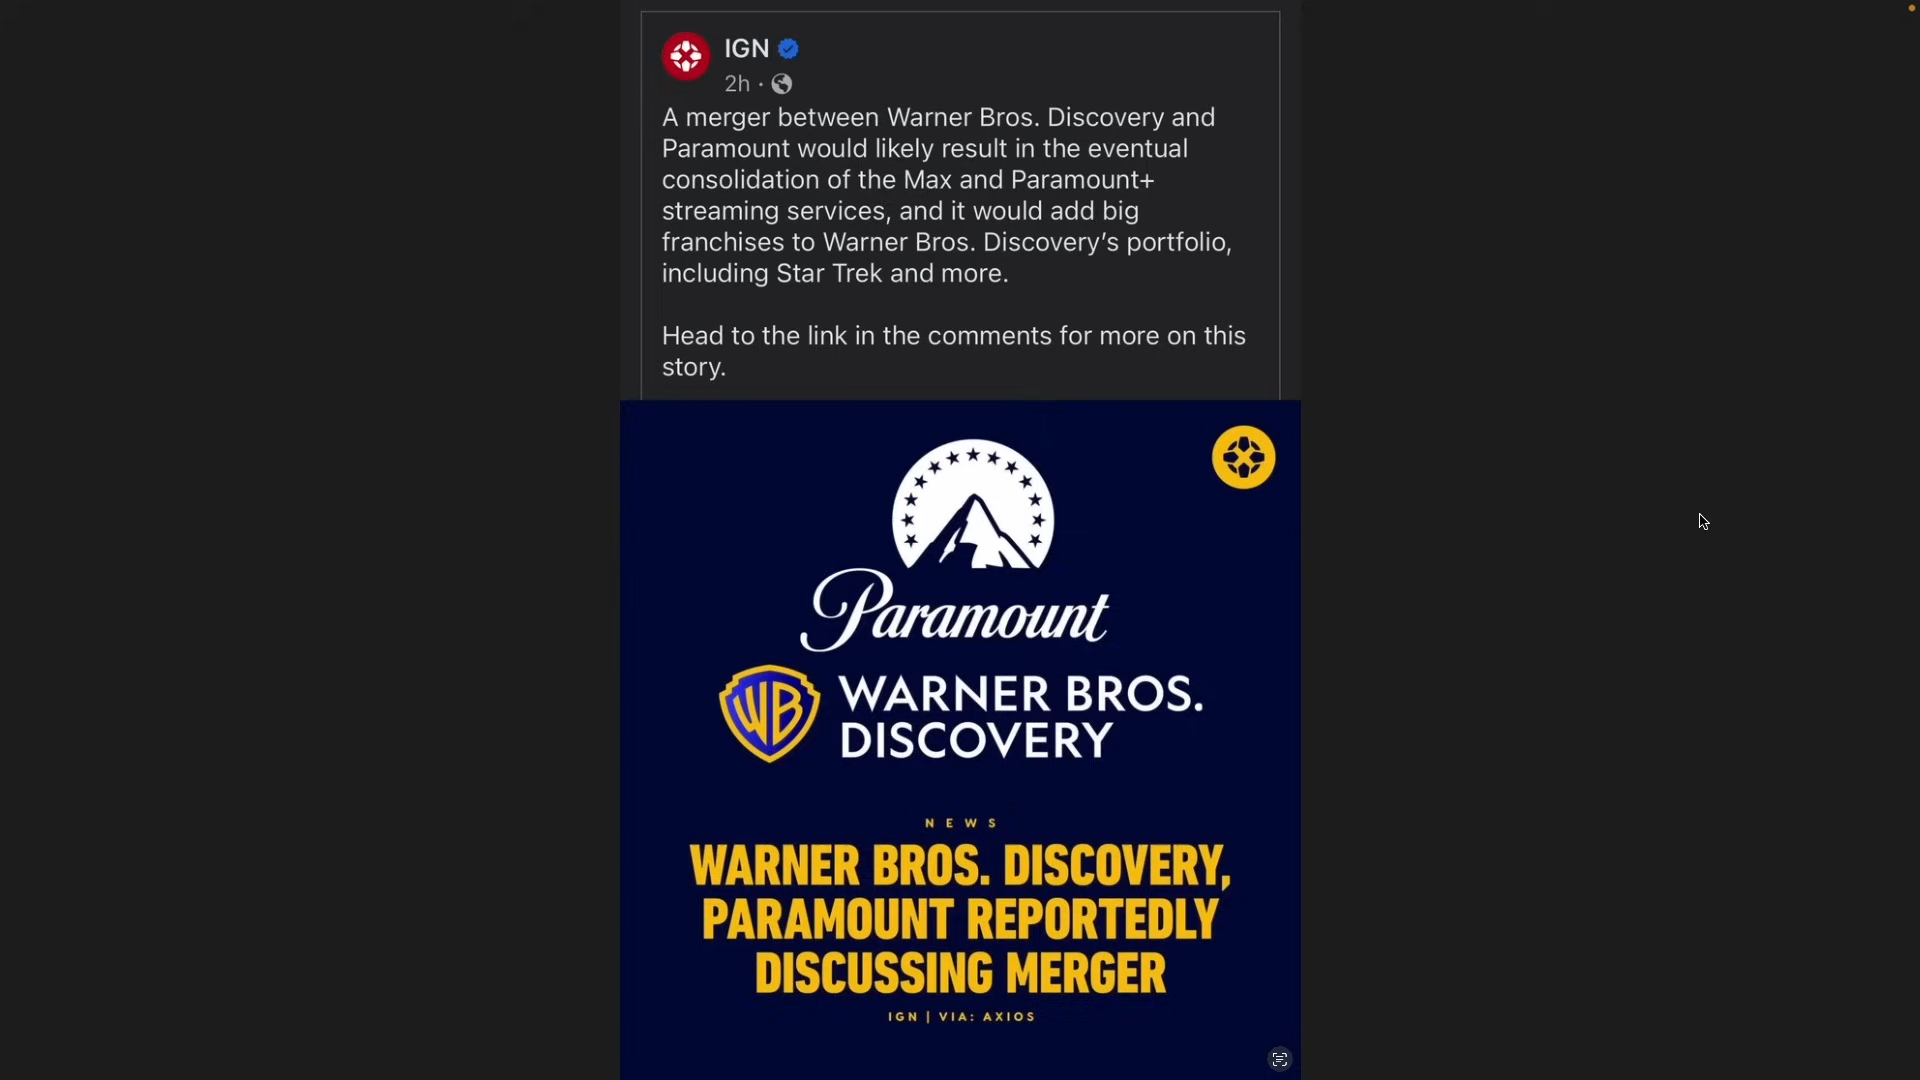 IGN
2h ·
A merger between Warner Bros. Discovery and
Paramount would likely result in the eventual
consolidation of the Max and Paramount+
streaming services, and it would add big
franchises to Warner Bros. Discovery’s portfolio,
including Star Trek and more.
Head to the link in the comments for more on this
story.
Paramount
WB
WARNER BROS.
DISCOVERY
NEWS
WARNER BROS. DISCOVERY,
PARAMOUNT REPORTEDLY
DISCUSSING MERGER
IGN | VIA: AXIOS